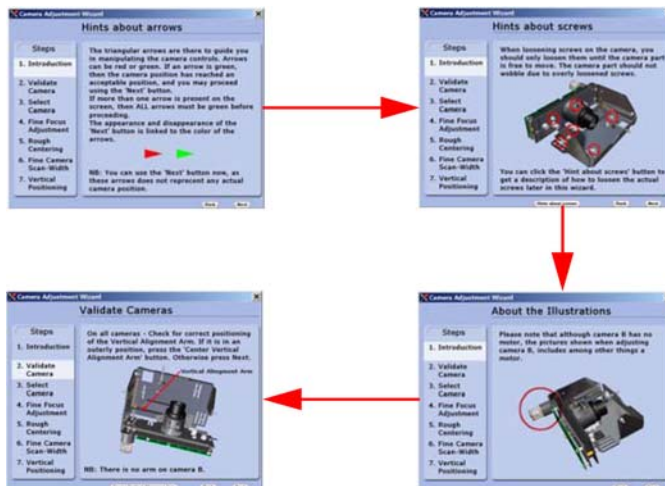 Camera Adjustment Wizard
Hints about arrows
Steps
1. Introduction
2. Validate
Camera
3. Select
Camera
4. Fine Focus
Adjustment
5. Rough
Centering
6. Fine Camera
Scan-Width
7. Vertical
Positioning
The triangular arrows are there to guide you
in manipulating the camera controls. Arrows
can be red or green. If an arrow is green,
then the camera position has reached an
acceptable position, and you may proceed
using the 'Next' button.
If more than one arrow is present on the
screen, then ALL arrows must be green before
proceeding.
The appearance and disappearance of the
'Next' button is linked to the color of the
arrows.
NB: You can use the 'Next' button now, as
these arrows does not represent any actual
camera position.
Back
Next
Camera Adjustment Wizard
Hints about screws
Steps
1. Introduction
2. Validate
Camera
3. Select
Camera
4. Fine Focus
Adjustment
5. Rough
Centering
6. Fine Camera
Scan-Width
7. Vertical
Positioning
When loosening screws on the camera, you
should only loosen them until the camera part
is free to move. The camera part should not
wobble due to overly loosened screws.
You can click the 'Hint about screws' button to
get a description of how to loosen the actual
screws later in this wizard.
Hints about screws
Back
Next
Camera Adjustment Wizard
Validate Cameras
Steps
1. Introduction
2. Validate
Camera
3. Select
Camera
4. Fine Focus
Adjustment
5. Rough
Centering
6. Fine Camera
Scan-Width
7. Vertical
Positioning
On all cameras - Check for correct positioning
of the Vertical Alignment Arm. If it is in an
outerly position, press the 'Center Vertical
Alignment Arm' button. Otherwise press Next.
Vertical Alignment Arm
NB: There is no arm on camera B.
Camera Adjustment Wizard
About the Illustrations
Steps
1. Introduction
2. Validate
Camera
3. Select
Camera
4. Fine Focus
Adjustment
5. Rough
Centering
6. Fine Camera
Scan-Width
7. Vertical
Positioning
Please note that although camera B has no
motor, the pictures shown when adjusting
camera B, includes among other things a
motor.